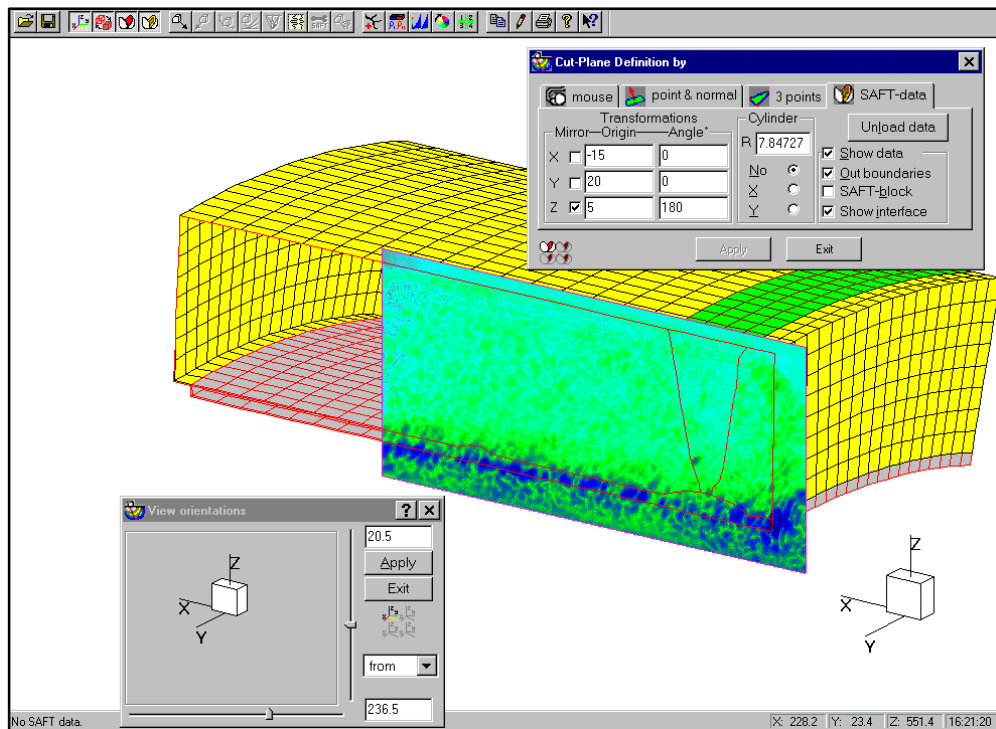 Cut-Plane Definition by
mouse
point & normal
3 points
SAFT-data
Transformations
Mirror Origin Angle°
X -15 0
Y 20 0
Z 5 180
Cylinder
R 7.84727
No
X
Y
Unload data
Show data
Out boundaries
SAFT-block
Show interface
Apply
Exit
View orientations
Z
X
Y
20.5
Apply
Exit
from
236.5
Z
X
Y
No SAFT data.
X: 228.2 Y: 23.4 Z: 551.4 16:21:20